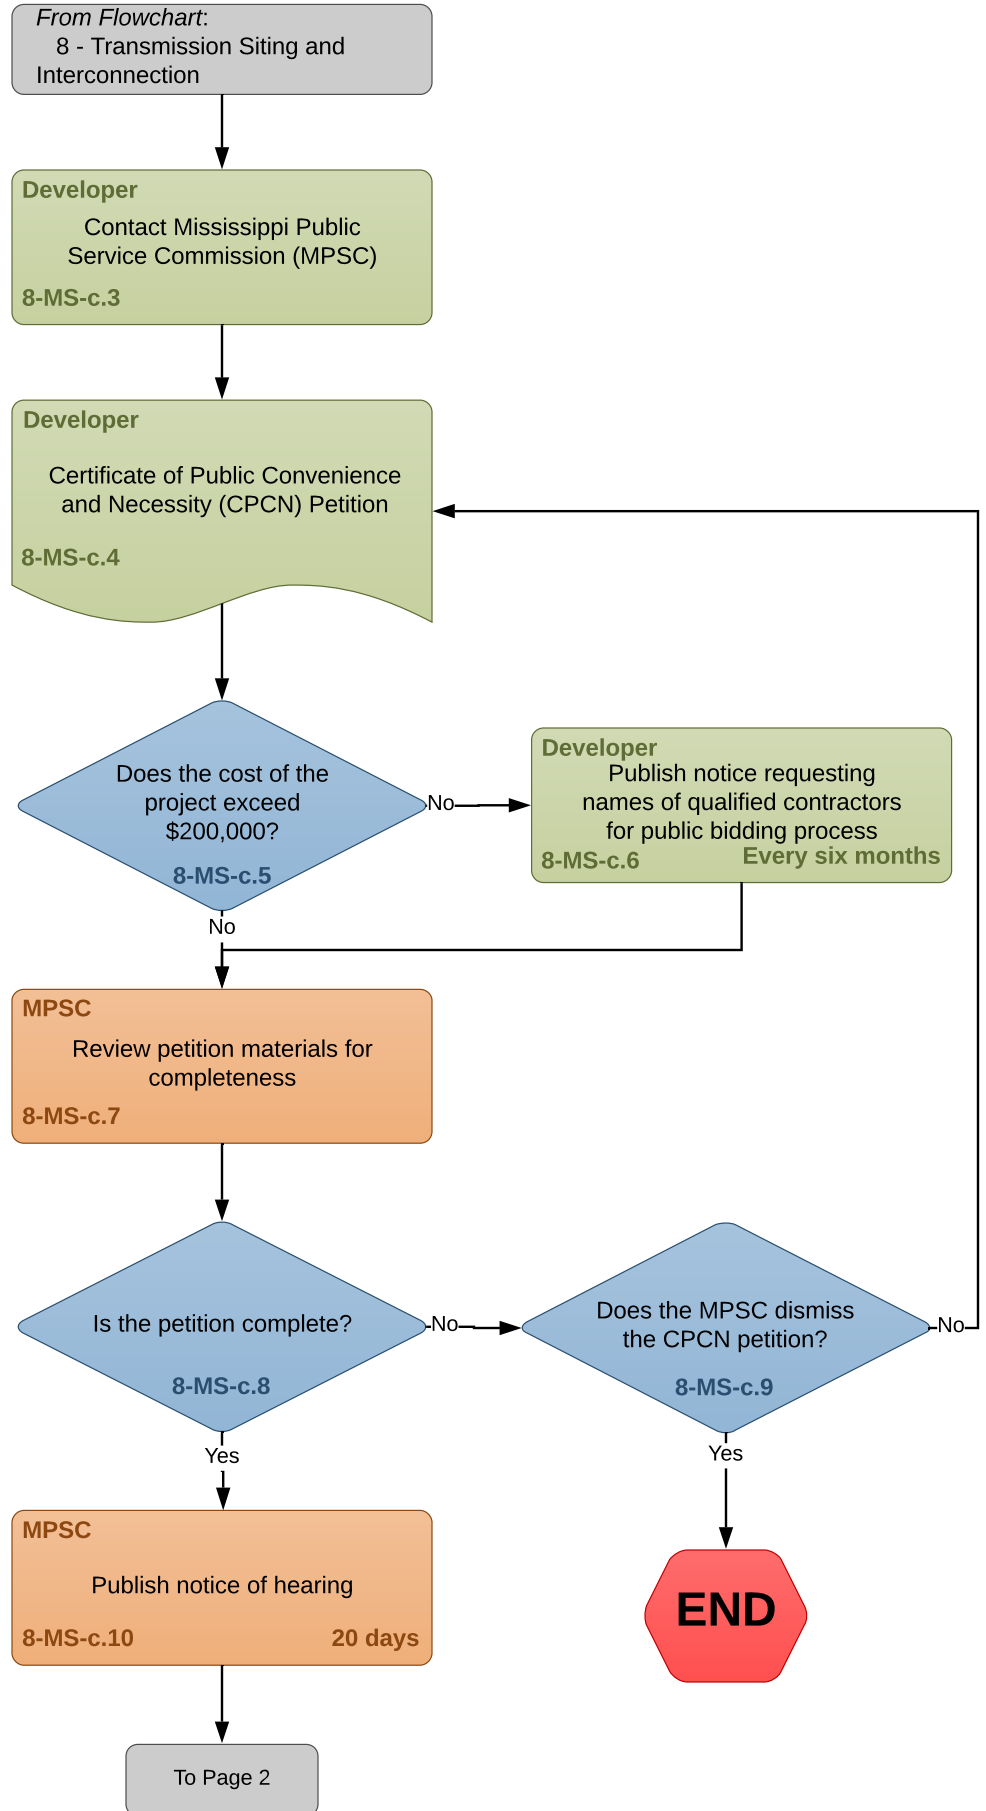 From Flowchart:
8 - Transmission Siting and
Interconnection
Developer
Contact Mississippi Public
Service Commission (MPSC)
8-MS-c.3
Developer
Certificate of Public Convenience
and Necessity (CPCN) Petition
8-MS-c.4
Does the cost of the
project exceed
$200,000?
8-MS-c.5
No
Developer
Publish notice requesting
names of qualified contractors
for public bidding process
8-MS-c.6
Every six months
No
MPSC
Review petition materials for
completeness
8-MS-c.7
Is the petition complete?
8-MS-c.8
No
Does the MPSC dismiss
the CPCN petition?
8-MS-c.9
No
Yes
Yes
MPSC
Publish notice of hearing
8-MS-c.10
20 days
END
To Page 2